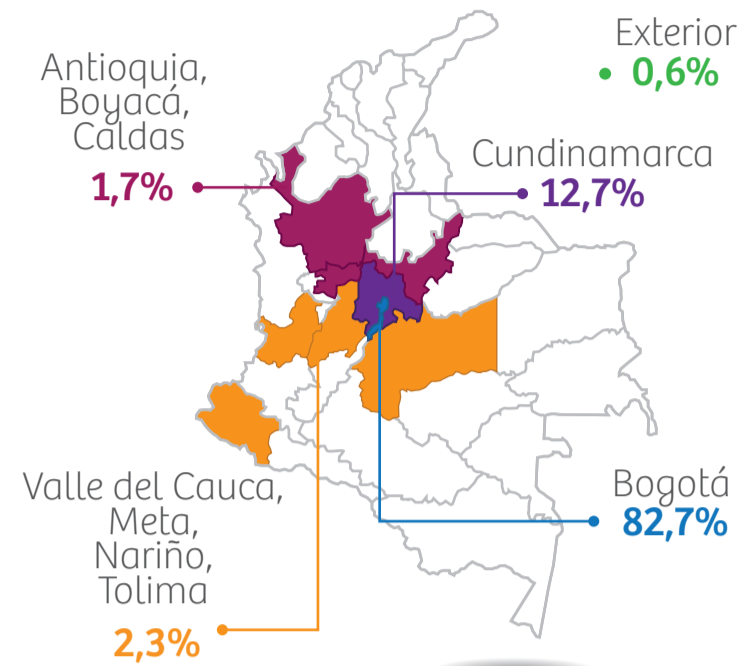 Exterior
0,6%
Antioquia,
Boyacá,
Caldas
1,7%
Cundinamarca
12,7%
Valle del Cauca,
Meta,
Nariño,
Tolima
2,3%
Bogotá
82,7%